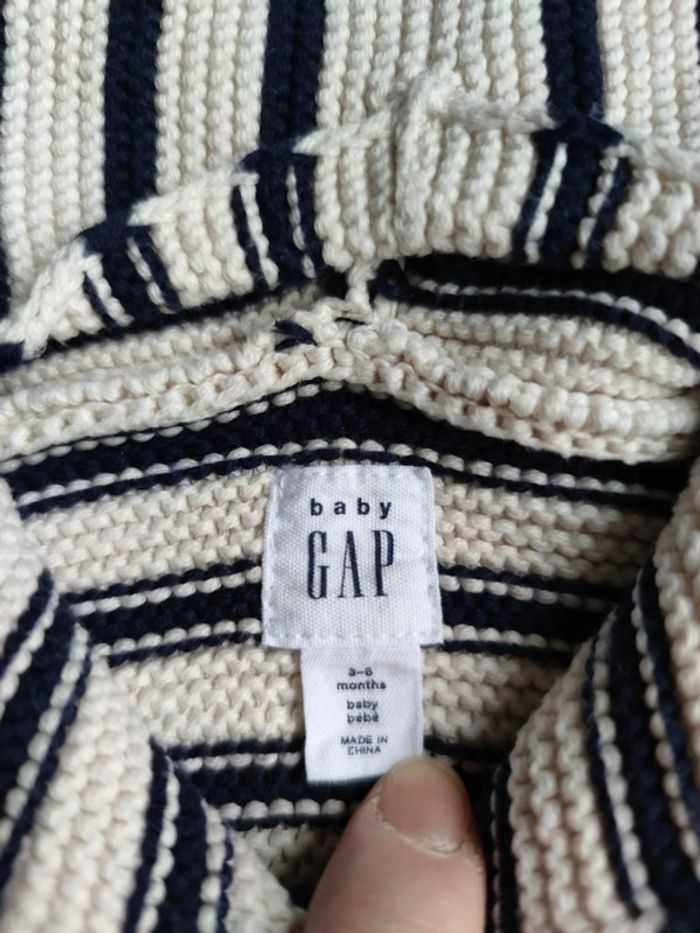 baby
GAP
3-6
months
baby
bébé
MADE IN
CHINA